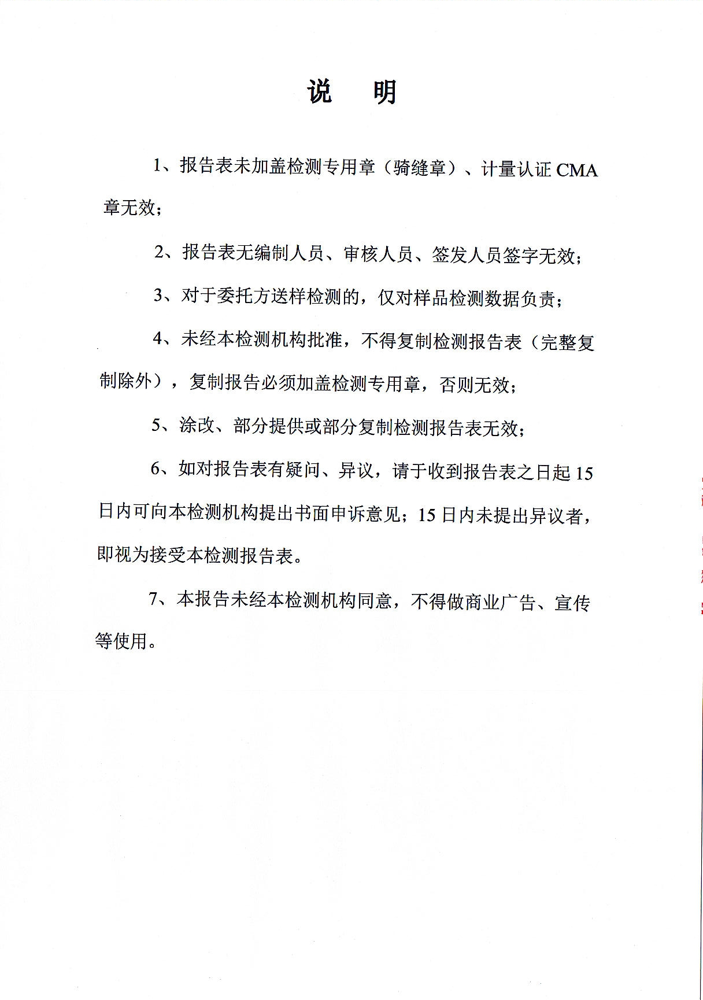 说 明
1、报告表未加盖检测专用章（骑缝章）、计量认证 CMA
章无效；
2、报告表无编制人员、审核人员、签发人员签字无效；
3、对于委托方送样检测的，仅对样品检测数据负责；
4、未经本检测机构批准，不得复制检测报告表（完整复
制除外），复制报告必须加盖检测专用章，否则无效；
5、涂改、部分提供或部分复制检测报告表无效；
6、如对报告表有疑问、异议，请于收到报告表之日起 15
日内可向本检测机构提出书面申诉意见；15 日内未提出异议者，
即视为接受本检测报告表。
7、本报告未经本检测机构同意，不得做商业广告、宣传
等使用。